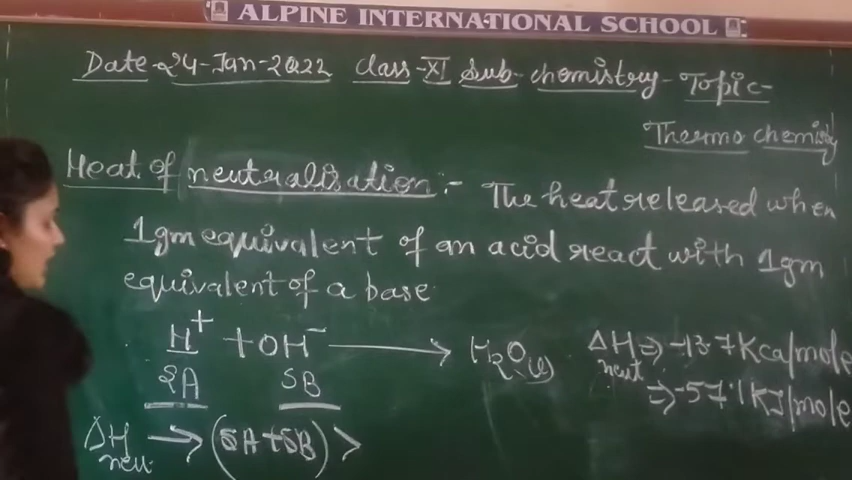 ALPINE INTERNATIONAL SCHOOL
Date-24-Jan-2022 Class-XI Sub-chemistry-Topic-
Thermo chemistry
Heat of neutralisation:- The heat released when
1gm equivalent of an acid react with 1gm
equivalent of a base
H⁺ + OH⁻ → H₂O(l) ΔH neut ⇒ -13.7 Kcal/mole
SA SB ⇒ -57.1 KJ/mole
ΔH neu. → (SA+SB) >